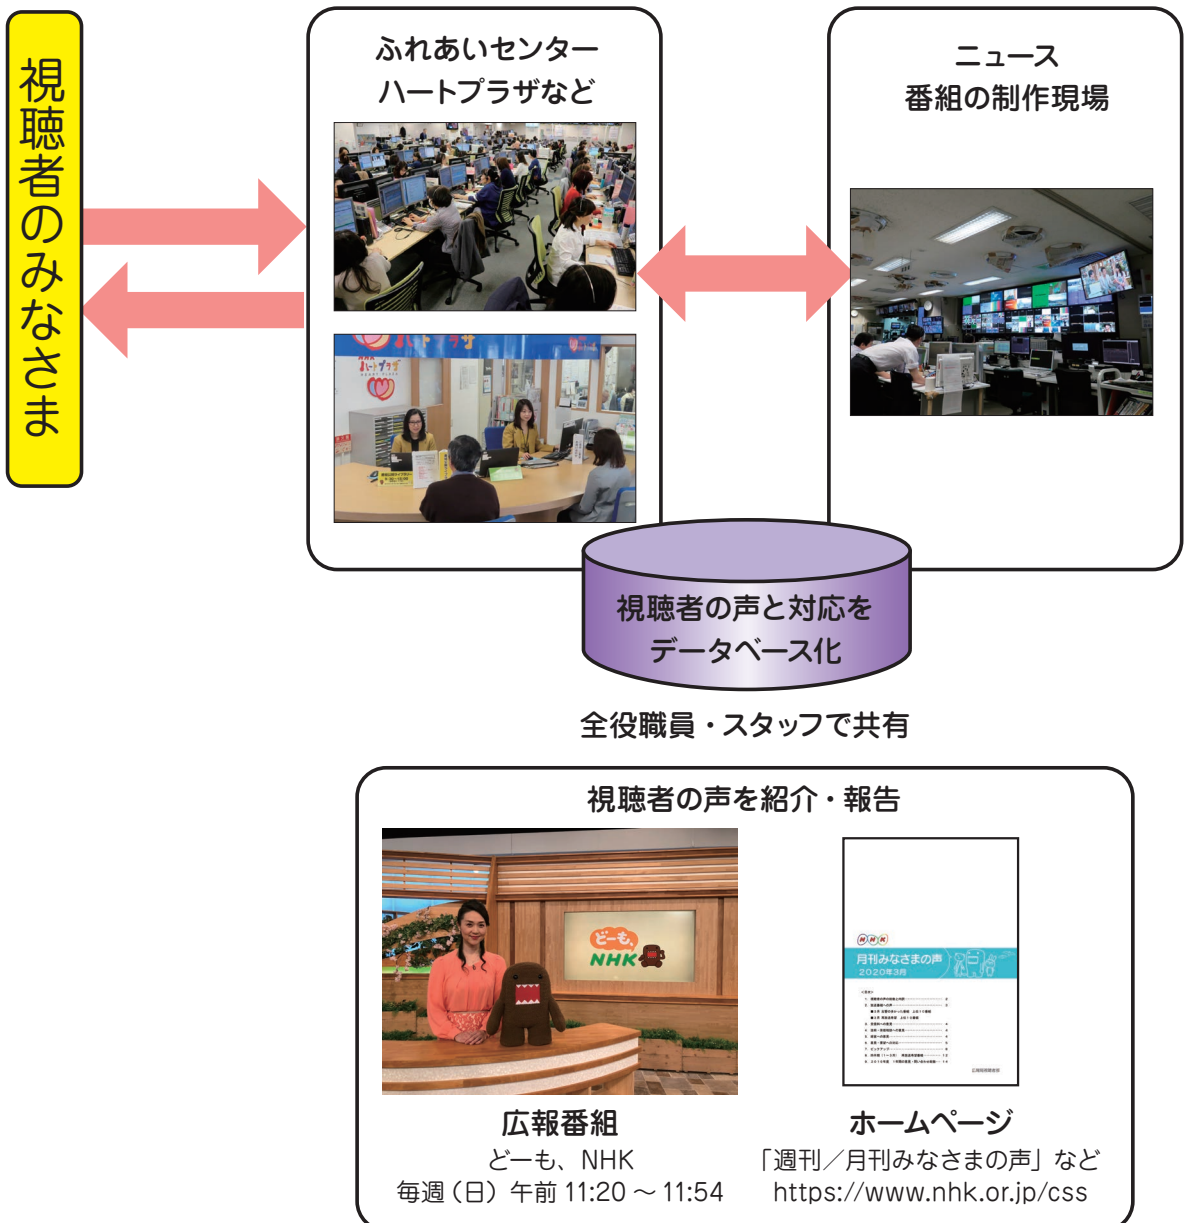 視聴者のみなさま
ふれあいセンター
ハートプラザなど
ニュース
番組の制作現場
NHK
ハートプラザ
視聴者の声と対応を
データベース化
全役職員・スタッフで共有
視聴者の声を紹介・報告
どーも、
NHK
NHK
月刊みなさまの声
2020年3月
広報番組
どーも、NHK
毎週（日）午前 11:20 ～ 11:54
ホームページ
「週刊／月刊みなさまの声」など
https://www.nhk.or.jp/css